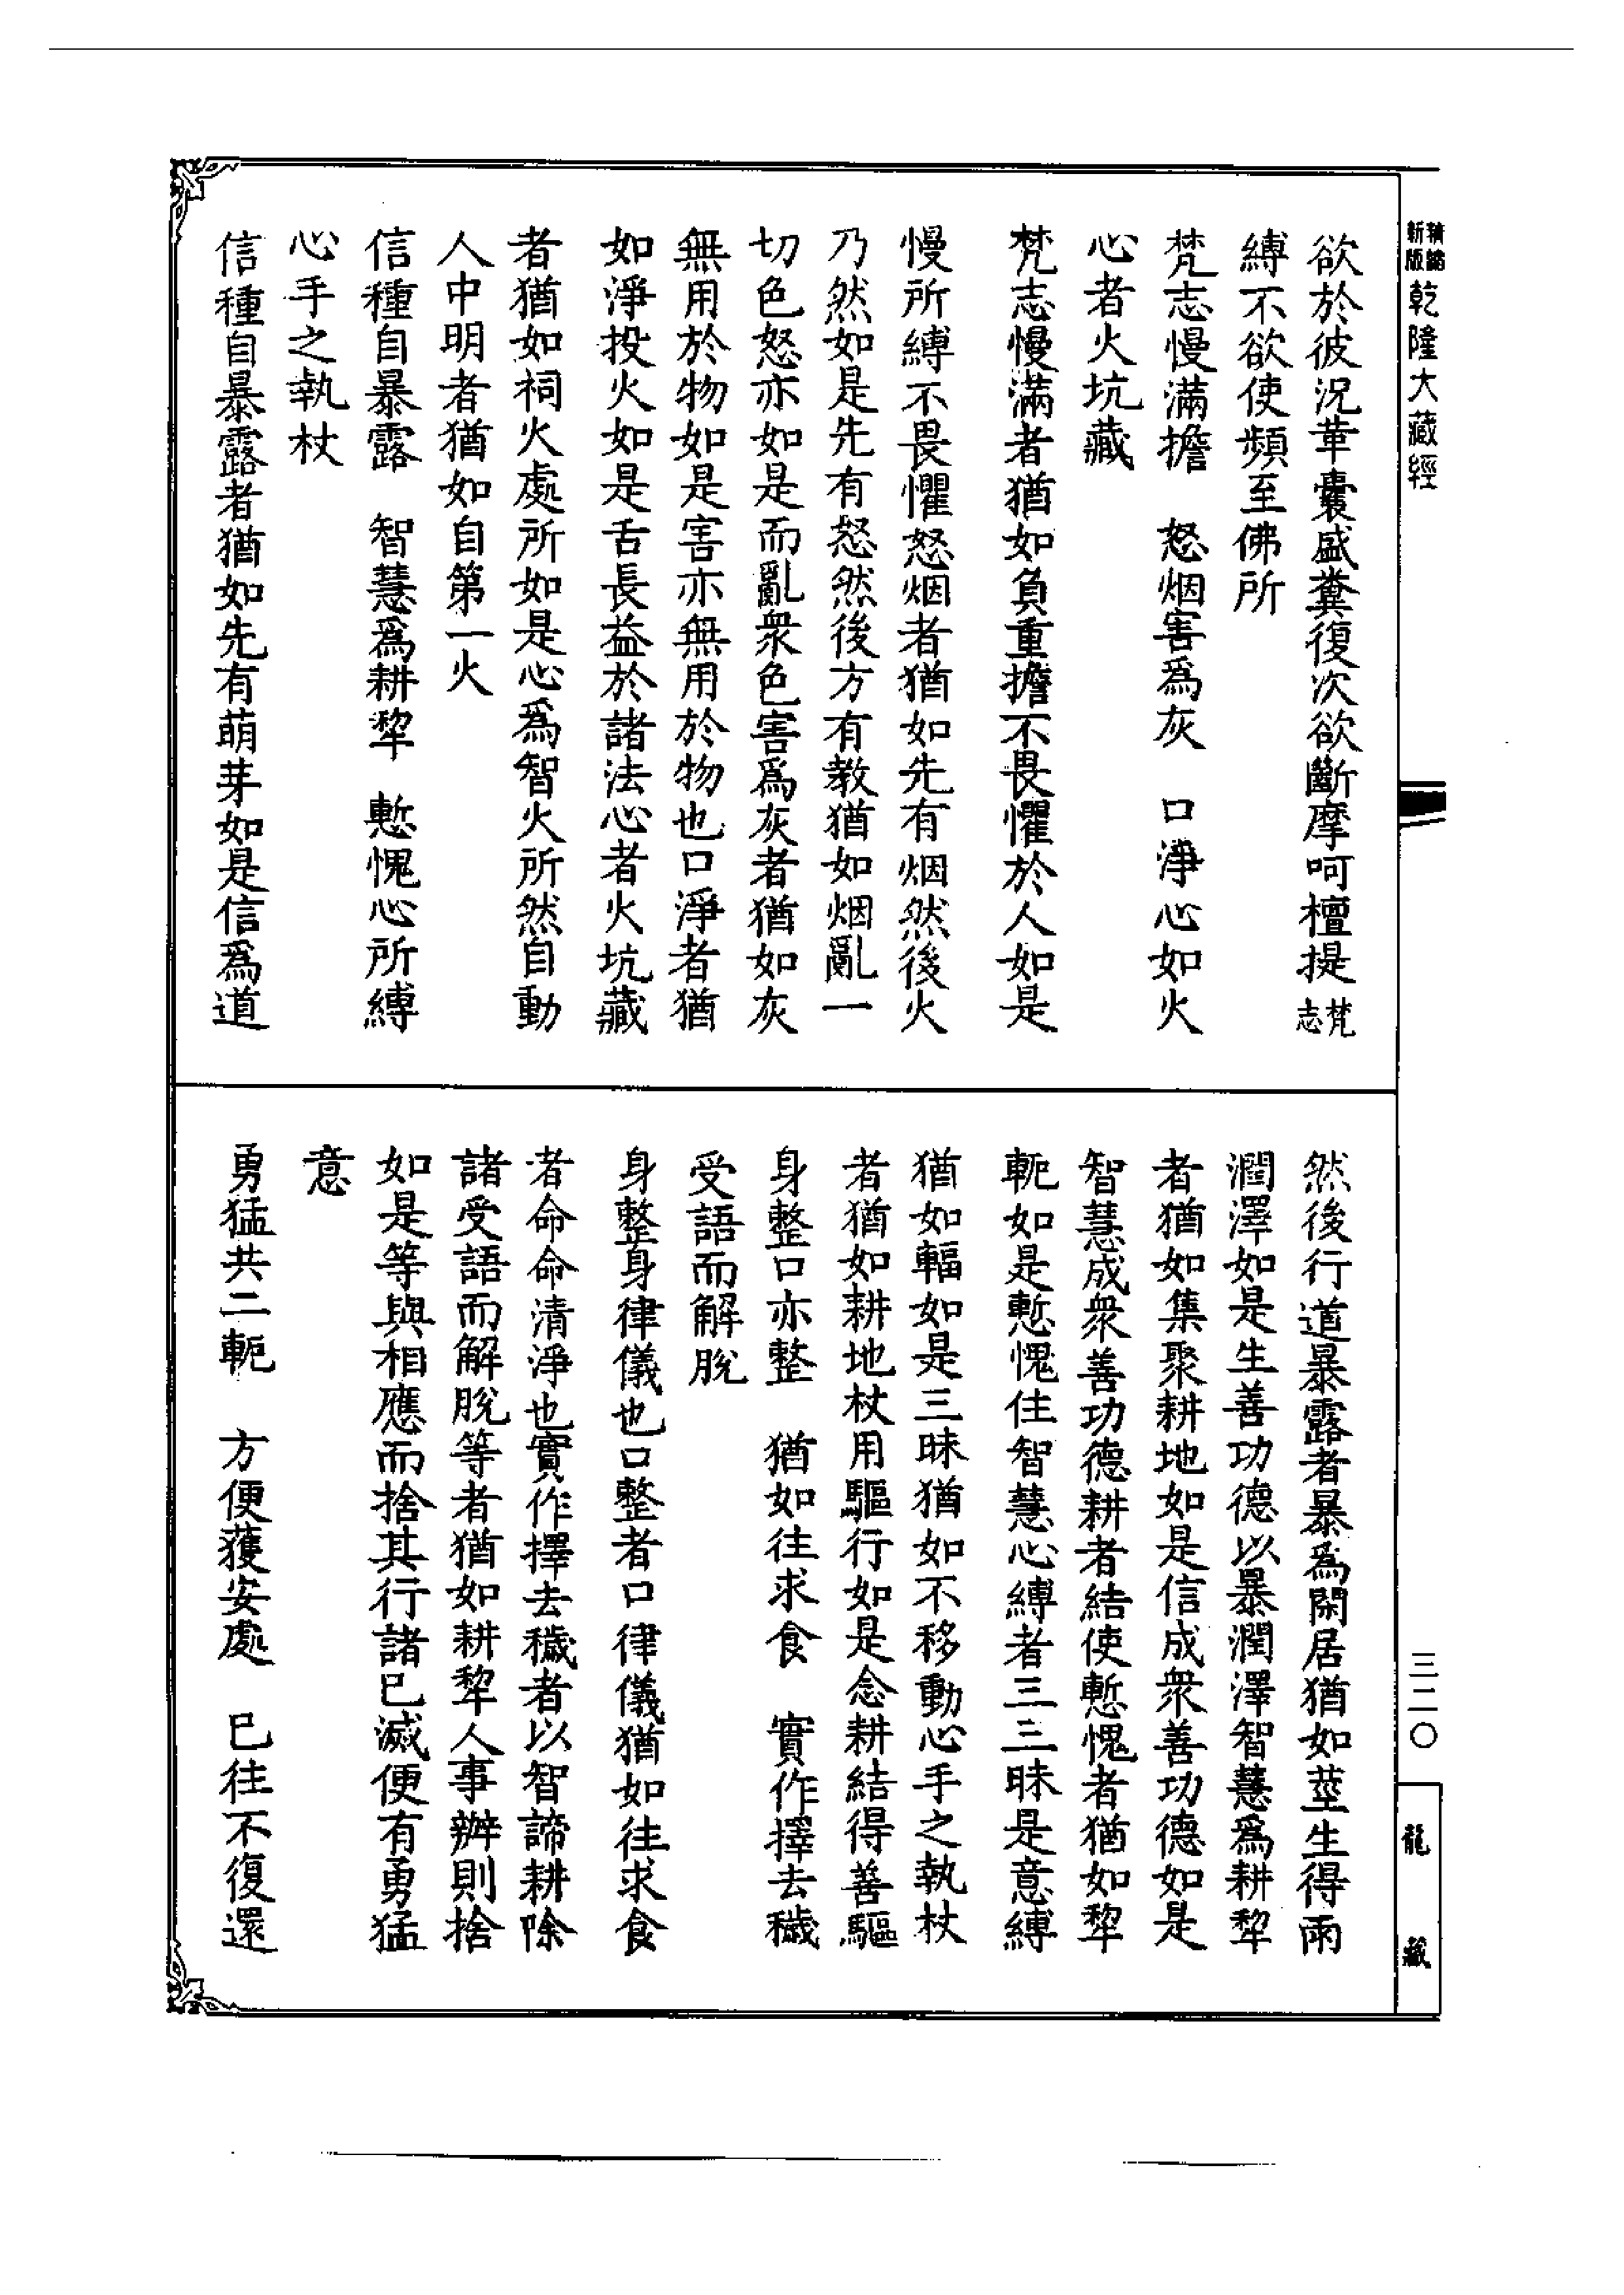 精縮新版
乾隆大藏經
欲於彼況革囊盛糞復次欲斷摩呵檀提梵志
縛不欲使頻至佛所
梵志慢滿擔　怒烟害為灰　口淨心如火
心者火坑藏
梵志慢滿者猶如負重擔不畏懼於人如是
慢所縛不畏懼怒烟者猶如先有烟然後火
乃然如是先有怒然後方有教猶如烟亂一
切色怒亦如是而亂眾色害為灰者猶如灰
無用於物如是害亦無用於物也口淨者猶
如淨投火如是舌長益於諸法心者火坑藏
者猶如祠火處所如是心為智火所然自動
人中明者猶如自第一火
信種自暴露　智慧為耕犂　慙愧心所縛
心手之執杖
信種自暴露者猶如先有萌芽如是信為道
三二〇
龍藏
然後行道暴露者暴為閑居猶如莖生得雨
潤澤如是生善功德以暴潤澤智慧為耕犂
者猶如集聚耕地如是信成眾善功德如是
智慧成眾善功德耕者結使慙愧者猶如犂
軛如是慙愧住智慧心縛者三三昧是意縛
猶如輻如是三昧猶如不移動心手之執杖
者猶如耕地杖用驅行如是念耕結得善驅
身整口亦整　猶如往求食　實作擇去穢
受語而解脫
身整身律儀也口整者口律儀猶如往求食
者命命清淨也實作擇去穢者以智諦耕除
諸受語而解脫等者猶如耕犂人事辦則捨
如是等與相應而捨其行諸已滅便有勇猛
意
勇猛共二軛　方便獲安處　已往不復還